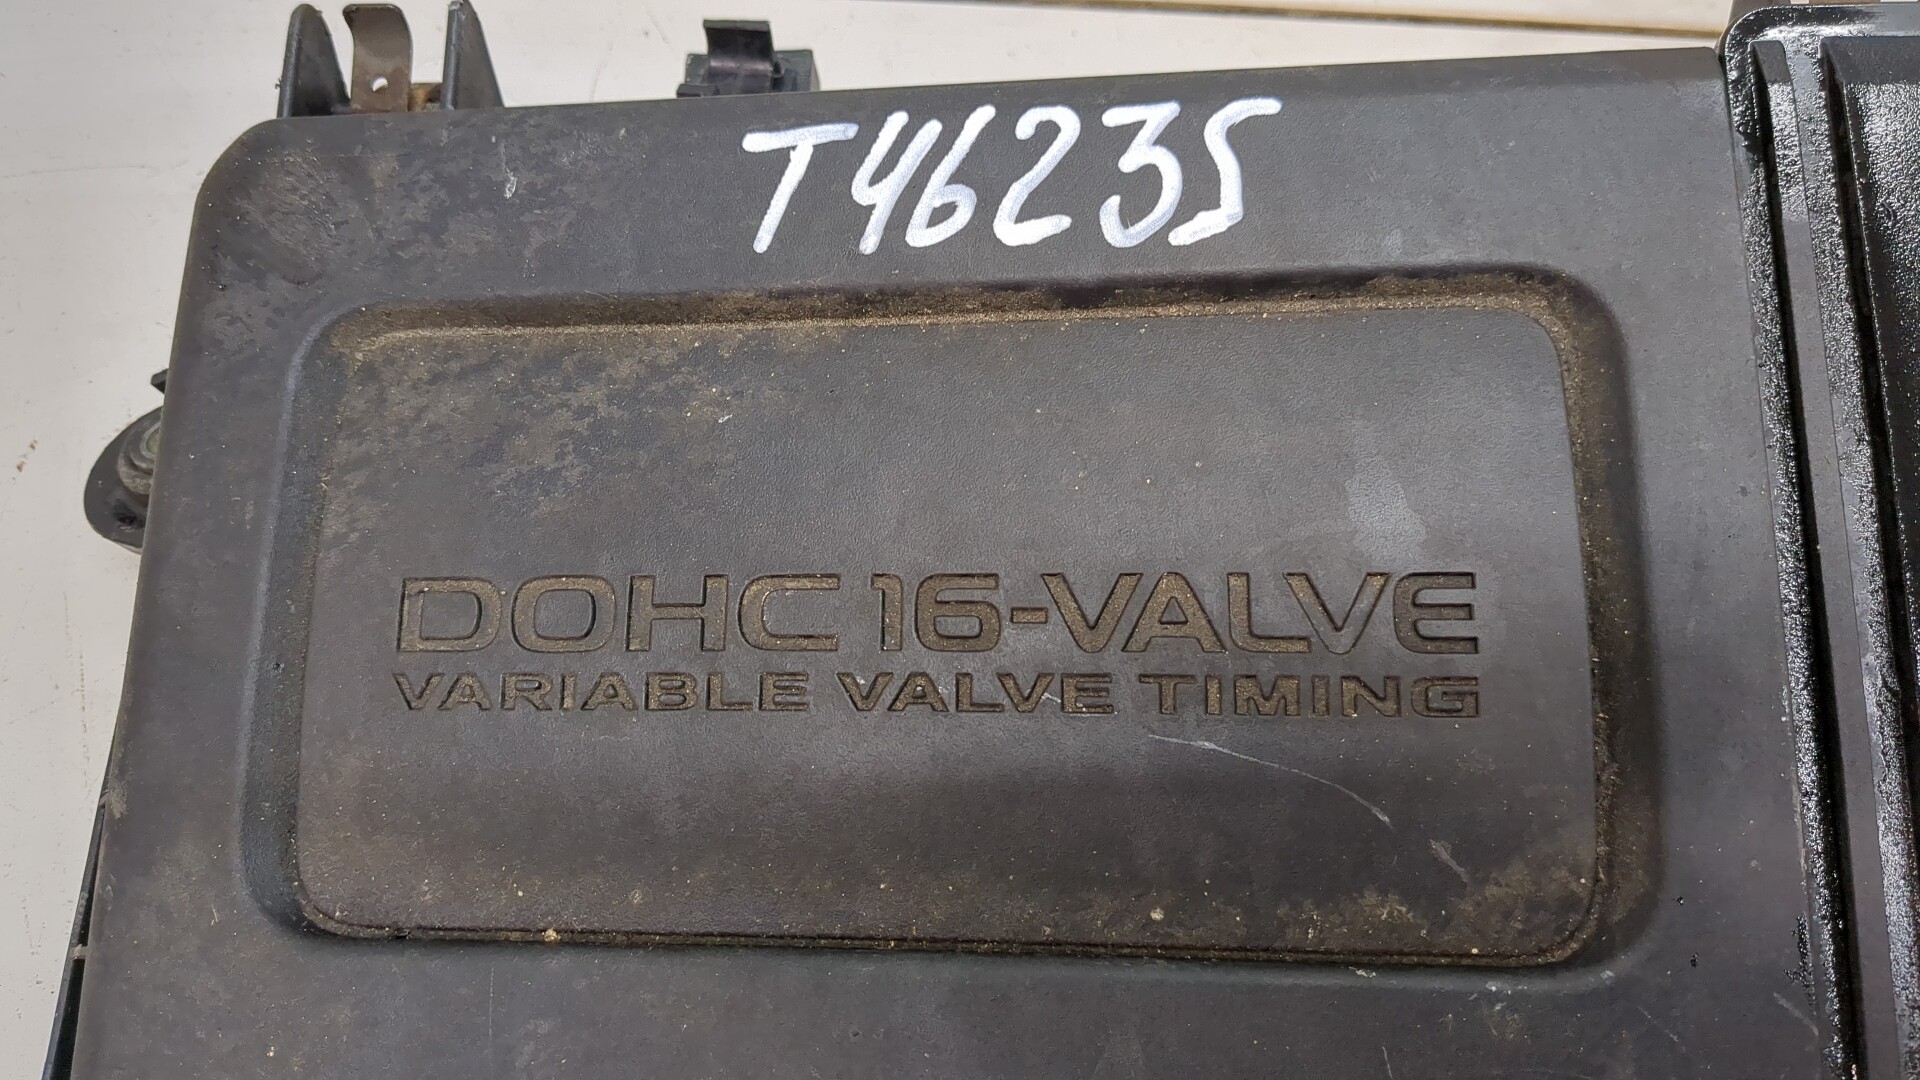 T46235
DOHC 16-VALVE
VARIABLE VALVE TIMING